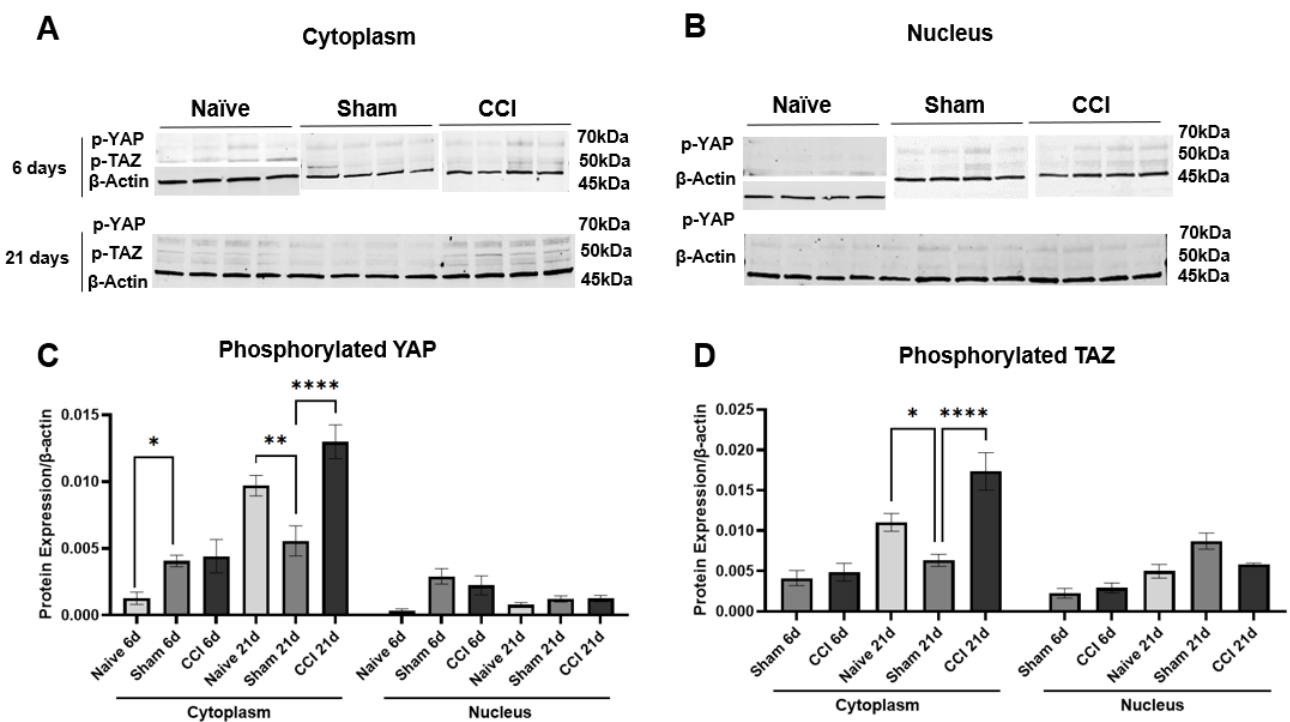 A
Cytoplasm
Naïve Sham CCI
6 days
p-YAP
p-TAZ
β-Actin
70kDa
50kDa
45kDa
21 days
p-YAP
p-TAZ
β-Actin
70kDa
50kDa
45kDa
B
Nucleus
Naïve Sham CCI
p-YAP
β-Actin
70kDa
50kDa
45kDa
p-YAP
β-Actin
70kDa
50kDa
45kDa
C
Phosphorylated YAP
Protein Expression/β-actin
0.015
0.010
0.005
0.000
* ** ****
Naive 6d Sham 6d CCI 6d Naive 21d Sham 21d CCI 21d Naive 6d Sham 6d CCI 6d Naive 21d Sham 21d CCI 21d
Cytoplasm Nucleus
D
Phosphorylated TAZ
Protein Expression/β-actin
0.025
0.020
0.015
0.010
0.005
0.000
* ****
Sham 6d CCI 6d Naive 21d Sham 21d CCI 21d Sham 6d CCI 6d Naive 21d Sham 21d CCI 21d
Cytoplasm Nucleus